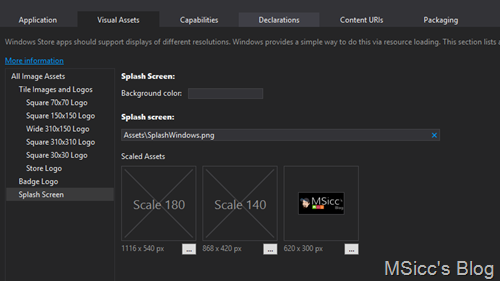 Application Visual Assets Capabilities Declarations Content URIs Packaging
Windows Store apps should support displays of different resolutions. Windows provides a simple way to do this via resource loading. This section lists a
More information
All Image Assets
Tile Images and Logos
Square 70x70 Logo
Square 150x150 Logo
Wide 310x150 Logo
Square 310x310 Logo
Square 30x30 Logo
Store Logo
Badge Logo
Splash Screen
Splash Screen:
Background color:
Splash screen:
Assets\SplashWindows.png
Scaled Assets
Scale 180
Scale 140
MSicc
Blog
1116 x 540 px ...
868 x 420 px ...
620 x 300 px ...
MSicc's Blog